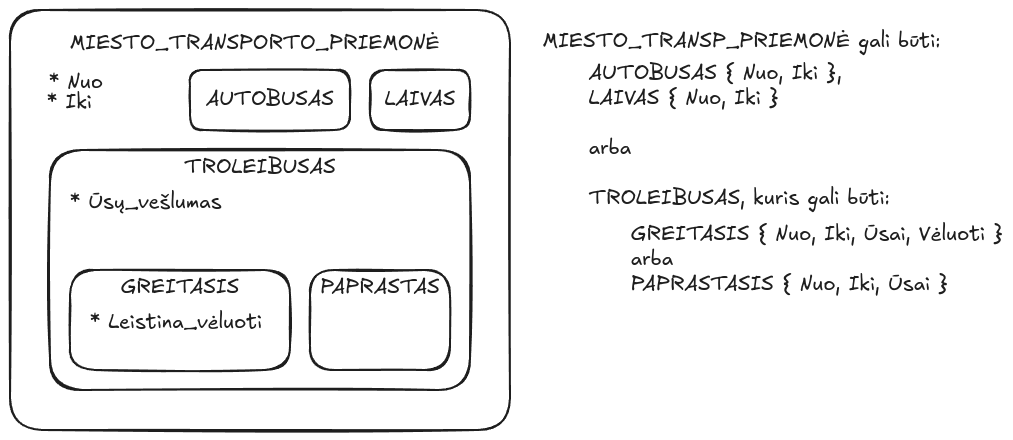 MIESTO_TRANSPORTO_PRIEMONĖ
* Nuo
* Iki
AUTOBUSAS
LAIVAS
TROLEIBUSAS
* Ūsų_vešlumas
GREITASIS
* Leistina_vėluoti
PAPRASTAS
MIESTO_TRANSP_PRIEMONĖ gali būti:
AUTOBUSAS { Nuo, Iki },
LAIVAS { Nuo, Iki }
arba
TROLEIBUSAS, kuris gali būti:
GREITASIS { Nuo, Iki, Ūsai, Vėluoti }
arba
PAPRASTASIS { Nuo, Iki, Ūsai }